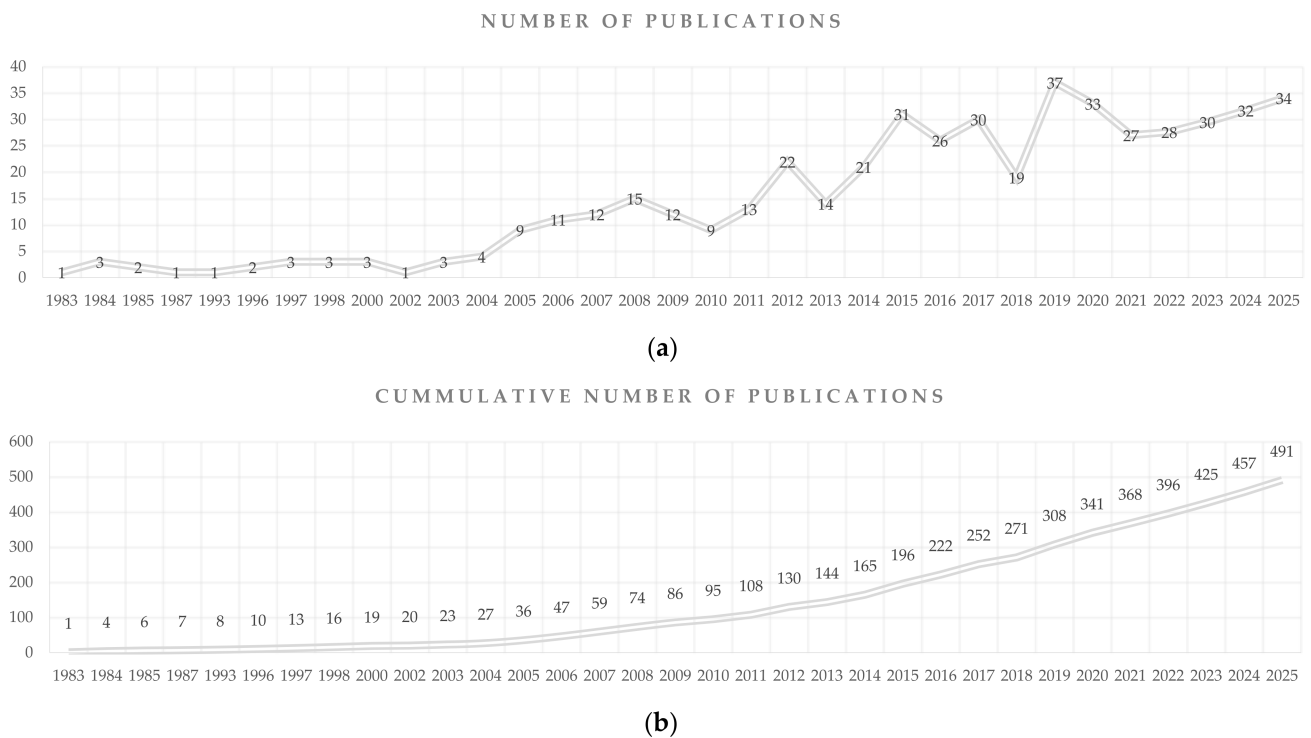 NUMBER OF PUBLICATIONS
40
35
30
25
20
15
10
5
0
1 3 2 1 1 2 3 3 3 1 3 4 9 11 12 15 12 9 13 22 14 21 31 26 30 19 37 33 27 28 30 32 34
1983 1984 1985 1987 1993 1996 1997 1998 2000 2002 2003 2004 2005 2006 2007 2008 2009 2010 2011 2012 2013 2014 2015 2016 2017 2018 2019 2020 2021 2022 2023 2024 2025
(a)
CUMMULATIVE NUMBER OF PUBLICATIONS
600
500
400
300
200
100
0
1 4 6 7 8 10 13 16 19 20 23 27 36 47 59 74 86 95 108 130 144 165 196 222 252 271 308 341 368 396 425 457 491
1983 1984 1985 1987 1993 1996 1997 1998 2000 2002 2003 2004 2005 2006 2007 2008 2009 2010 2011 2012 2013 2014 2015 2016 2017 2018 2019 2020 2021 2022 2023 2024 2025
(b)